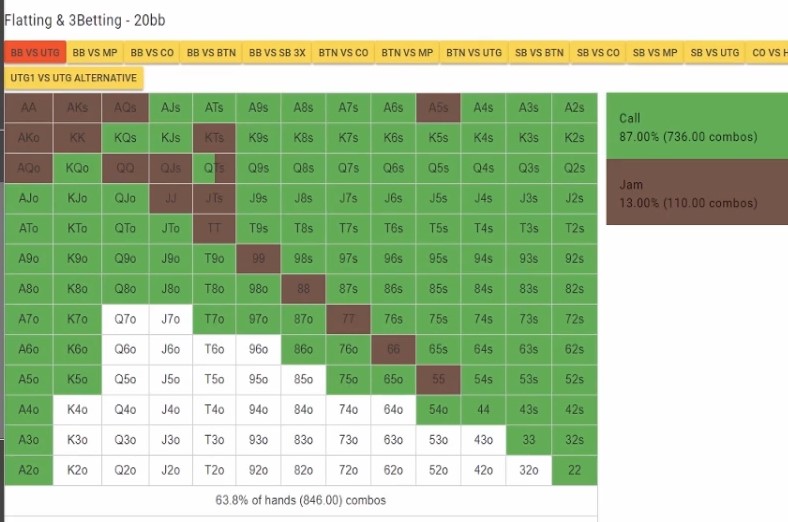 Flatting & 3Betting - 20bb
BB VS UTG BB VS MP BB VS CO BB VS BTN BB VS SB 3X BTN VS CO BTN VS MP BTN VS UTG SB VS BTN SB VS CO SB VS MP SB VS UTG CO VS H
UTG1 VS UTG ALTERNATIVE
AA AKs AQs AJs ATs A9s A8s A7s A6s A5s A4s A3s A2s
AKo KK KQs KJs KTs K9s K8s K7s K6s K5s K4s K3s K2s
AQo KQo QQ QJs QTs Q9s Q8s Q7s Q6s Q5s Q4s Q3s Q2s
AJo KJo QJo JJ JTs J9s J8s J7s J6s J5s J4s J3s J2s
ATo KTo QTo JTo TT T9s T8s T7s T6s T5s T4s T3s T2s
A9o K9o Q9o J9o T9o 99 98s 97s 96s 95s 94s 93s 92s
A8o K8o Q8o J8o T8o 98o 88 87s 86s 85s 84s 83s 82s
A7o K7o Q7o J7o T7o 97o 87o 77 76s 75s 74s 73s 72s
A6o K6o Q6o J6o T6o 96o 86o 76o 66 65s 64s 63s 62s
A5o K5o Q5o J5o T5o 95o 85o 75o 65o 55 54s 53s 52s
A4o K4o Q4o J4o T4o 94o 84o 74o 64o 54o 44 43s 42s
A3o K3o Q3o J3o T3o 93o 83o 73o 63o 53o 43o 33 32s
A2o K2o Q2o J2o T2o 92o 82o 72o 62o 52o 42o 32o 22
63.8% of hands (846.00) combos
Call
87.00% (736.00 combos)
Jam
13.00% (110.00 combos)